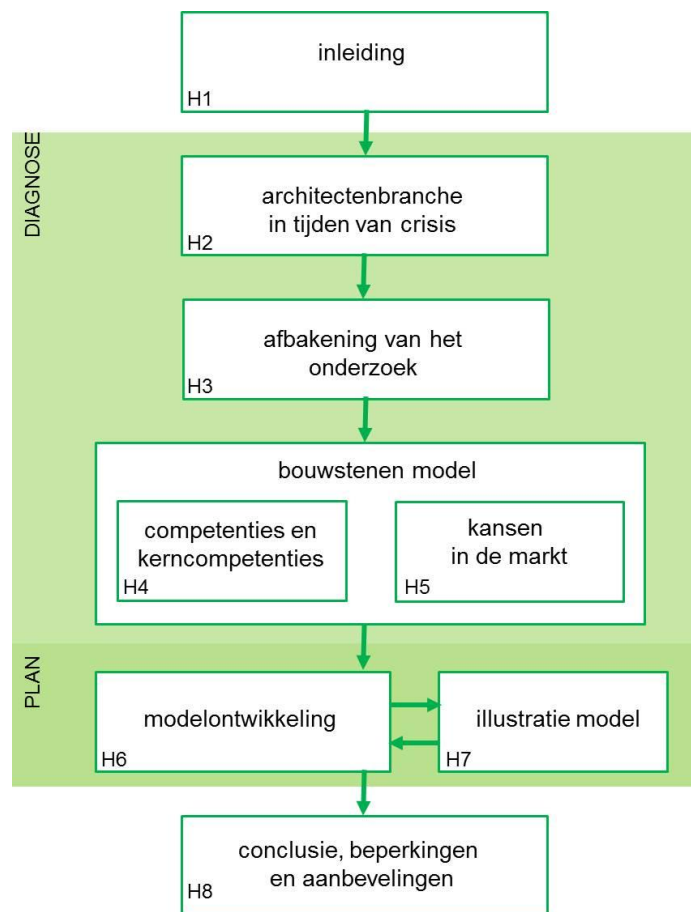 inleiding
H1
DIAGNOSE
architectenbranche
in tijden van crisis
H2
afbakening van het
onderzoek
H3
bouwstenen model
competenties en
kerncompetenties
H4
kansen
in de markt
H5
PLAN
modelontwikkeling
H6
illustratie model
H7
conclusie, beperkingen
en aanbevelingen
H8